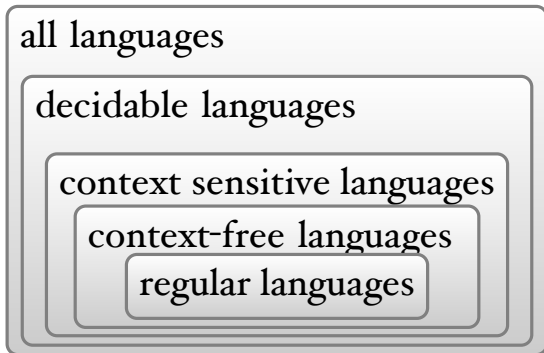 all languages
decidable languages
context sensitive languages
context-free languages
regular languages